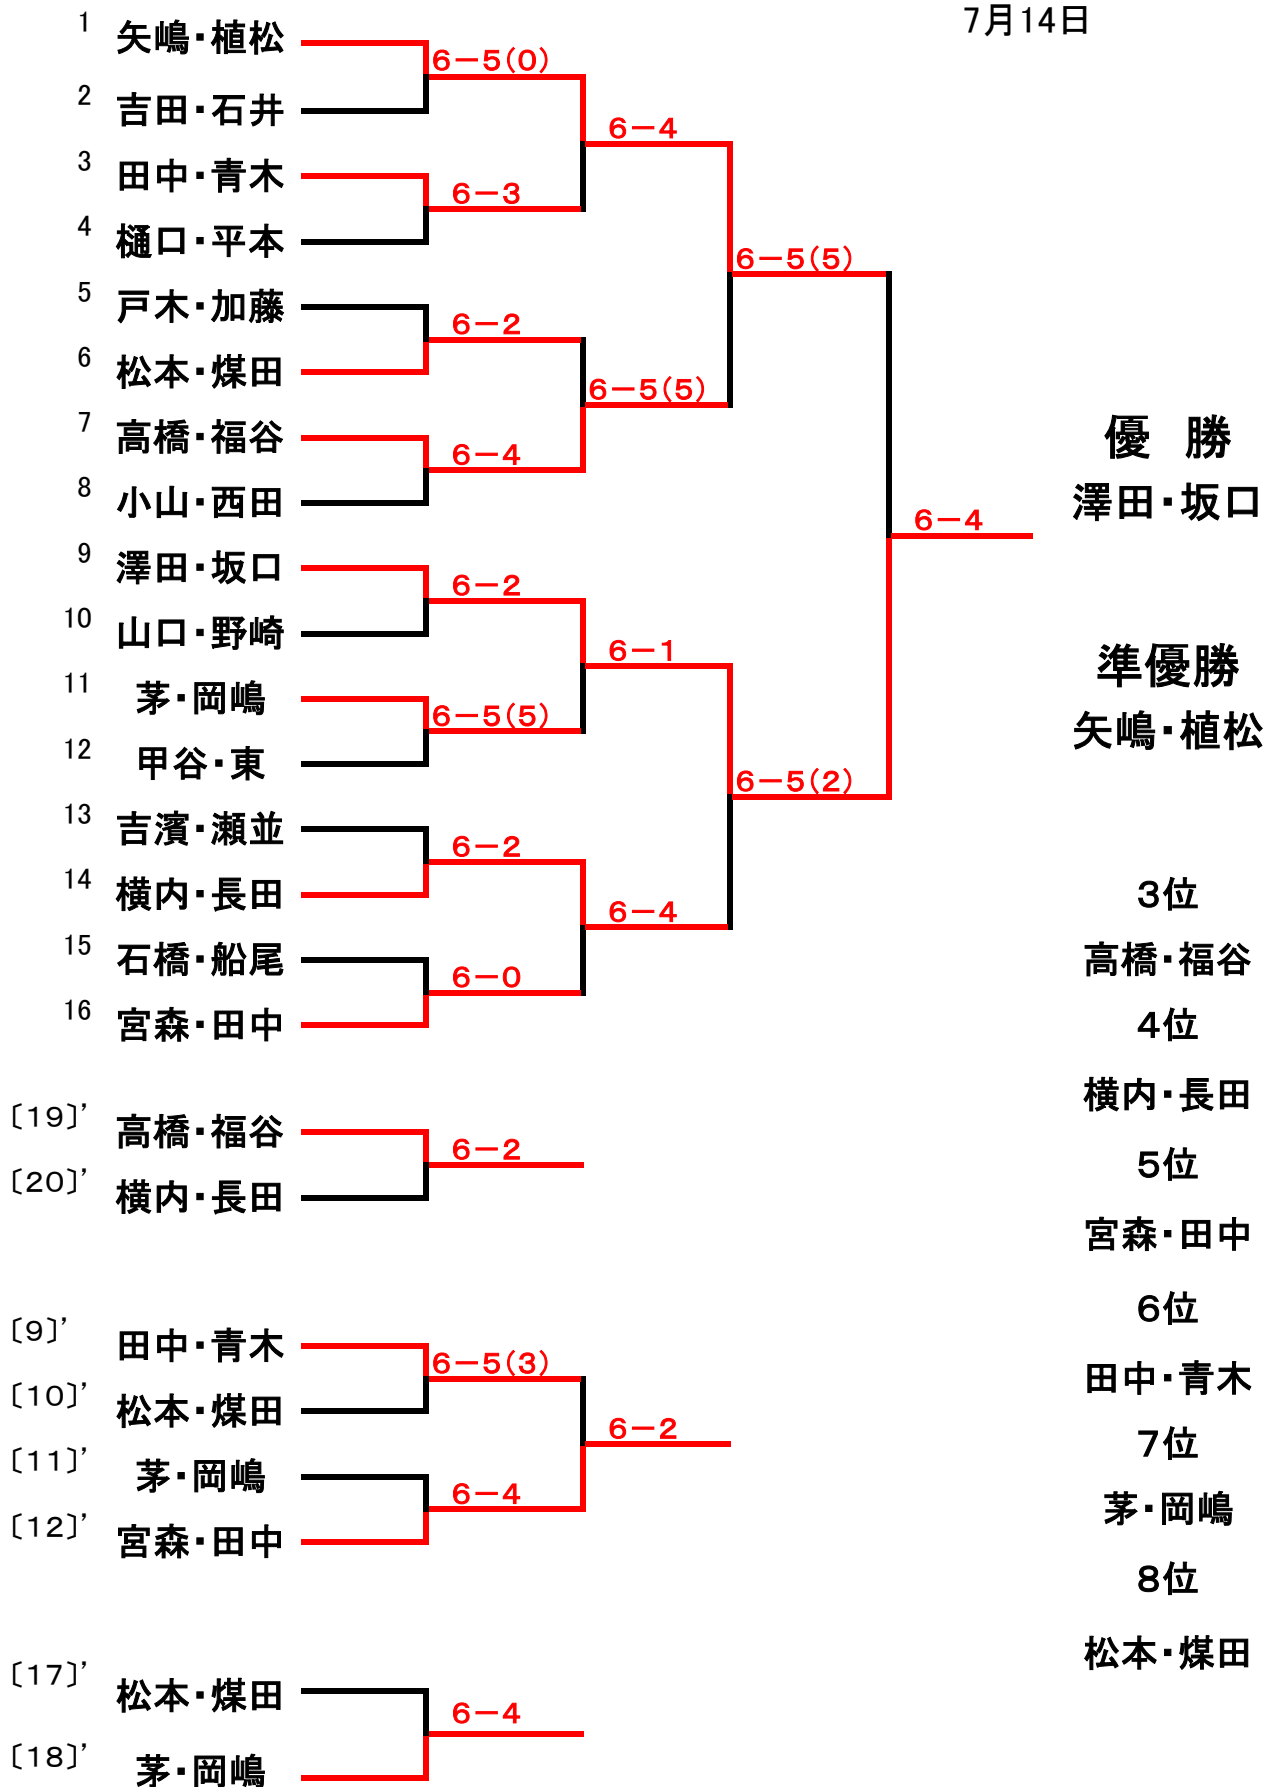 7月14日
1 矢嶋・植松
6－5(0)
2 吉田・石井
6－4
3 田中・青木
6－3
4 樋口・平本
6－5(5)
5 戸木・加藤
6－2
6 松本・煤田
6－5(5)
7 高橋・福谷
6－4
8 小山・西田
優 勝
澤田・坂口
6－4
9 澤田・坂口
6－2
10 山口・野崎
6－1
11 茅・岡嶋
6－5(5)
12 甲谷・東
6－5(2)
準優勝
矢嶋・植松
13 吉濱・瀬並
6－2
14 横内・長田
6－4
15 石橋・船尾
6－0
16 宮森・田中
3位
高橋・福谷
4位
横内・長田
5位
宮森・田中
6位
田中・青木
7位
茅・岡嶋
8位
松本・煤田
〔19〕’ 高橋・福谷
6－2
〔20〕’ 横内・長田
〔9〕’ 田中・青木
6－5(3)
〔10〕’ 松本・煤田
6－2
〔11〕’ 茅・岡嶋
6－4
〔12〕’ 宮森・田中
〔17〕’ 松本・煤田
6－4
〔18〕’ 茅・岡嶋